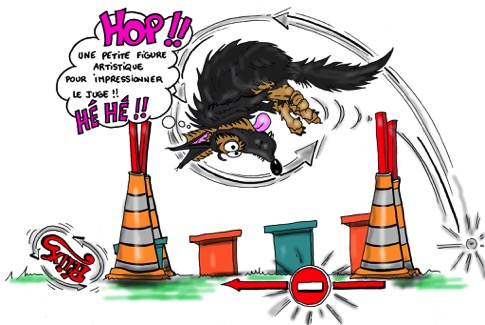 HOP !!
UNE PETITE FIGURE
ARTISTIQUE
POUR IMPRESSIONNER
LE JUGE !!
HÉ HÉ !!